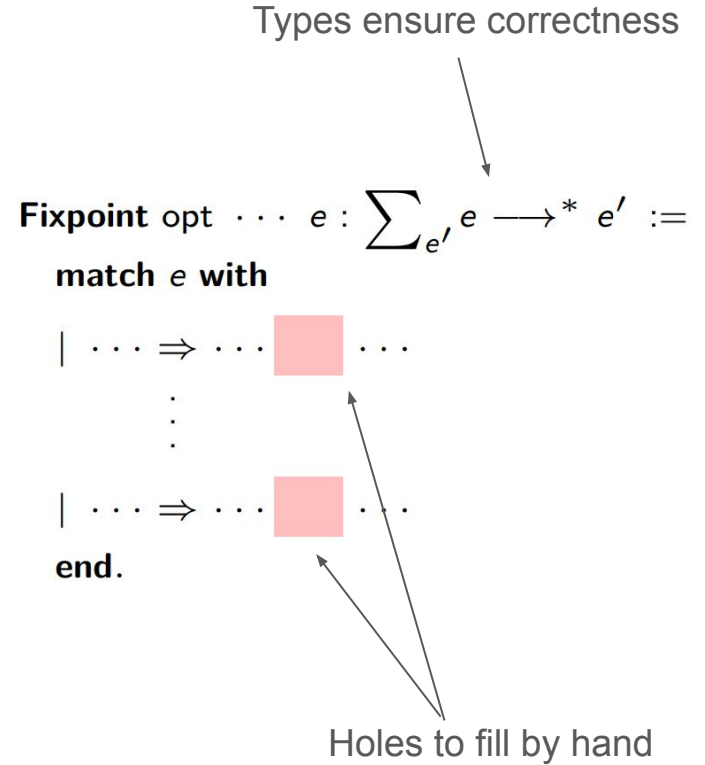 Types ensure correctness
Fixpoint opt ⋯ e : ∑e′ e ⟶* e′ :=
match e with
| ⋯ ⇒ ⋯ ⋯
⋮
| ⋯ ⇒ ⋯ ⋯
end.
Holes to fill by hand